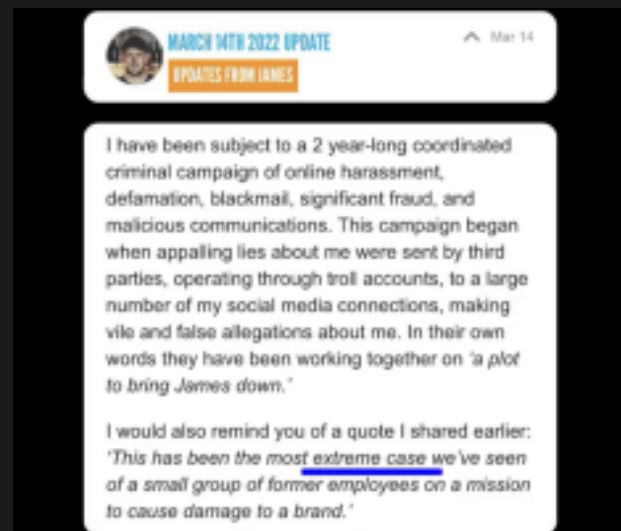 MARCH 14TH 2022 UPDATE
Mar 14
UPDATES FROM JAMES
I have been subject to a 2 year-long coordinated
criminal campaign of online harassment,
defamation, blackmail, significant fraud, and
malicious communications. This campaign began
when appalling lies about me were sent by third
parties, operating through troll accounts, to a large
number of my social media connections, making
vile and false allegations about me. In their own
words they have been working together on 'a plot
to bring James down.'
I would also remind you of a quote I shared earlier:
'This has been the most extreme case we've seen
of a small group of former employees on a mission
to cause damage to a brand.'